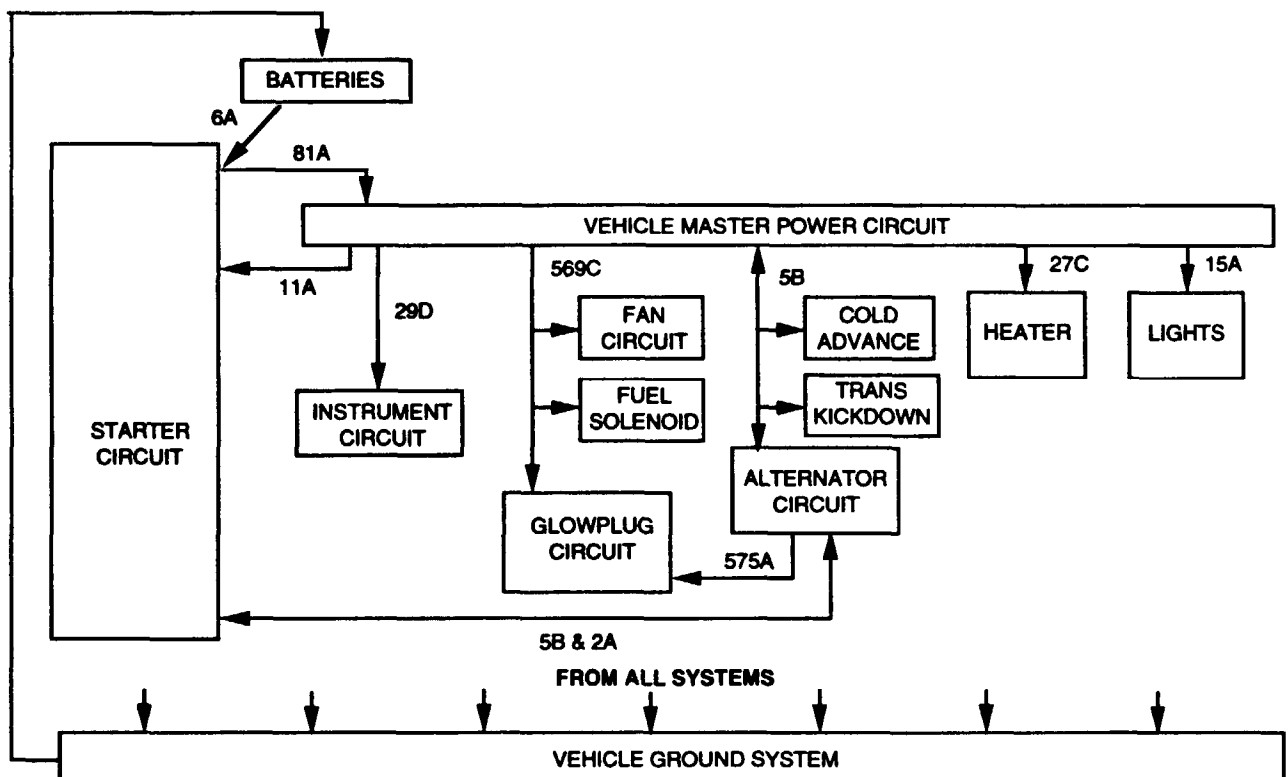 BATTERIES
6A
81A
VEHICLE MASTER POWER CIRCUIT
11A
29D
569C
5B
27C
15A
FAN
CIRCUIT
COLD
ADVANCE
HEATER
LIGHTS
INSTRUMENT
CIRCUIT
FUEL
SOLENOID
TRANS
KICKDOWN
STARTER
CIRCUIT
ALTERNATOR
CIRCUIT
GLOWPLUG
CIRCUIT
575A
5B & 2A
FROM ALL SYSTEMS
VEHICLE GROUND SYSTEM